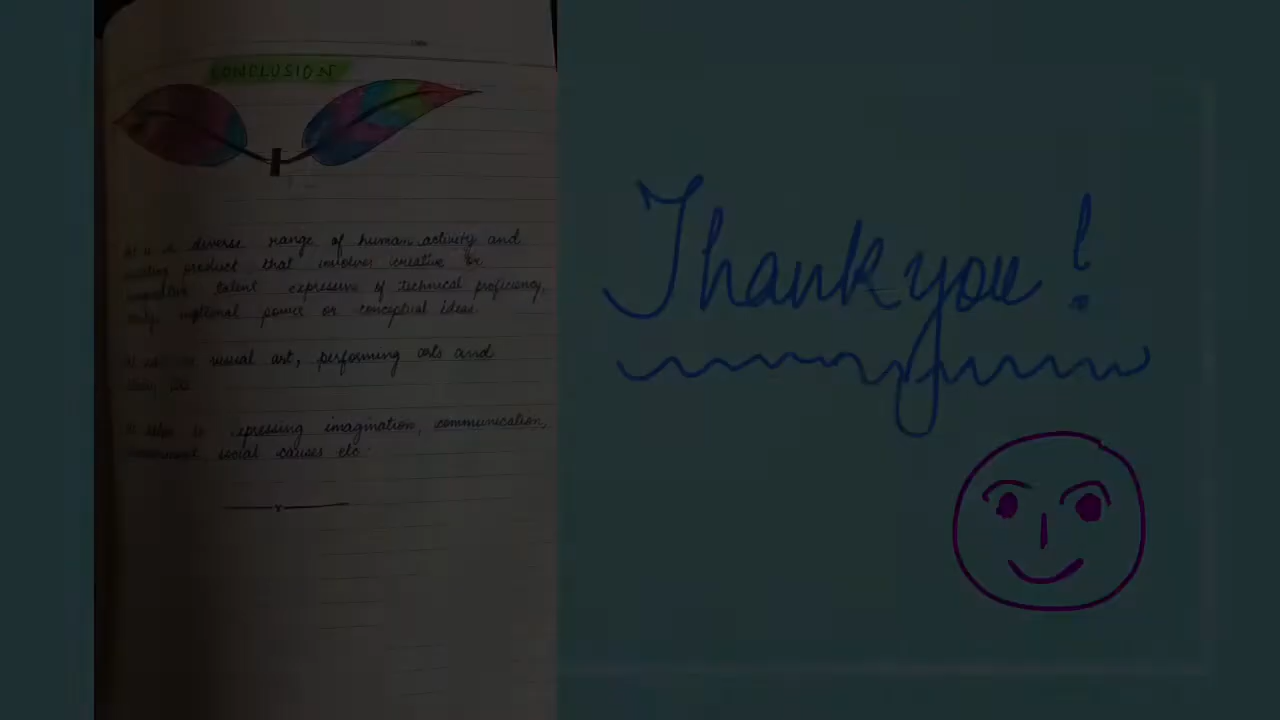 CONCLUSION
diverse range of human activity and
product that involves creative or
talent expressive of technical proficiency,
emotional power or conceptual ideas
visual art, performing arts and
expressing imagination, communication,
social causes etc.
Thank you!